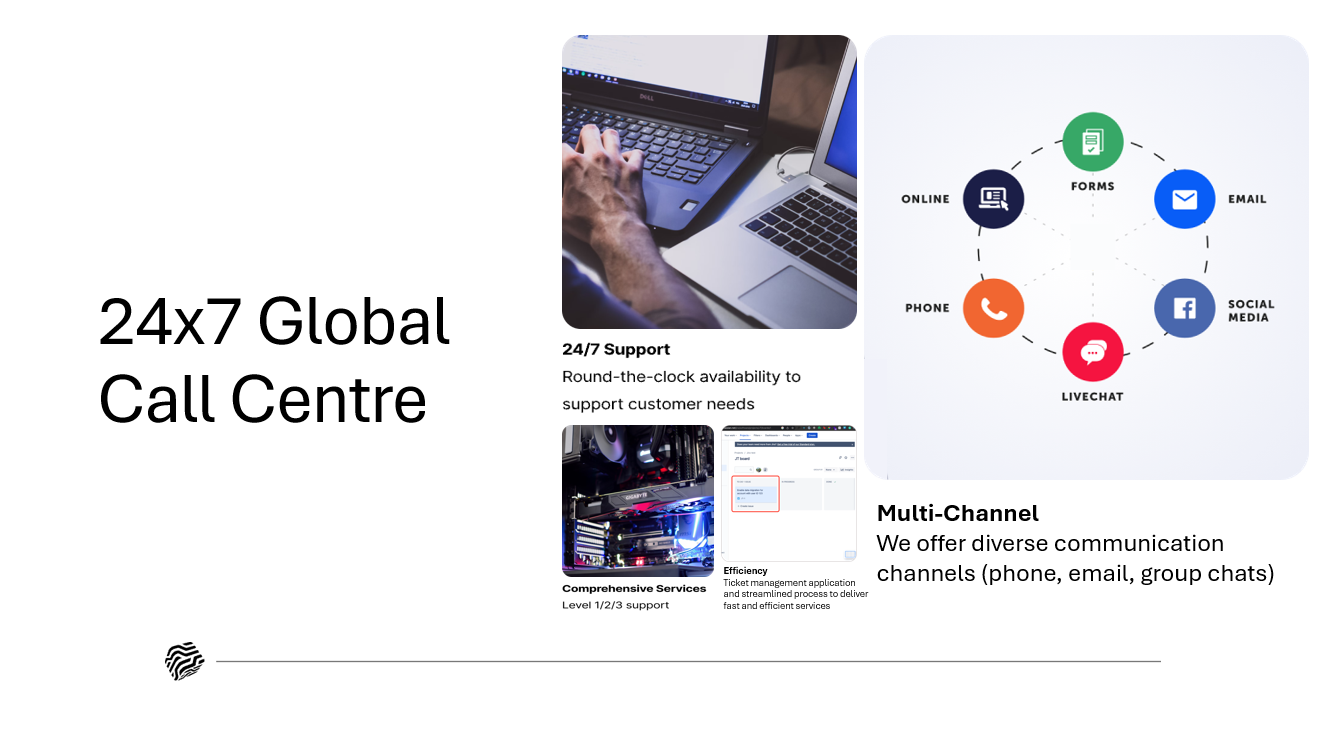 24x7 Global
Call Centre
DELL
24/7 Support
Round-the-clock availability to
support customer needs
GIGABYTE
Comprehensive Services
Level 1/2/3 support
Efficiency
Ticket management application
and streamlined process to deliver
fast and efficient services
FORMS
ONLINE
EMAIL
PHONE
SOCIAL
MEDIA
LIVECHAT
Multi-Channel
We offer diverse communication
channels (phone, email, group chats)